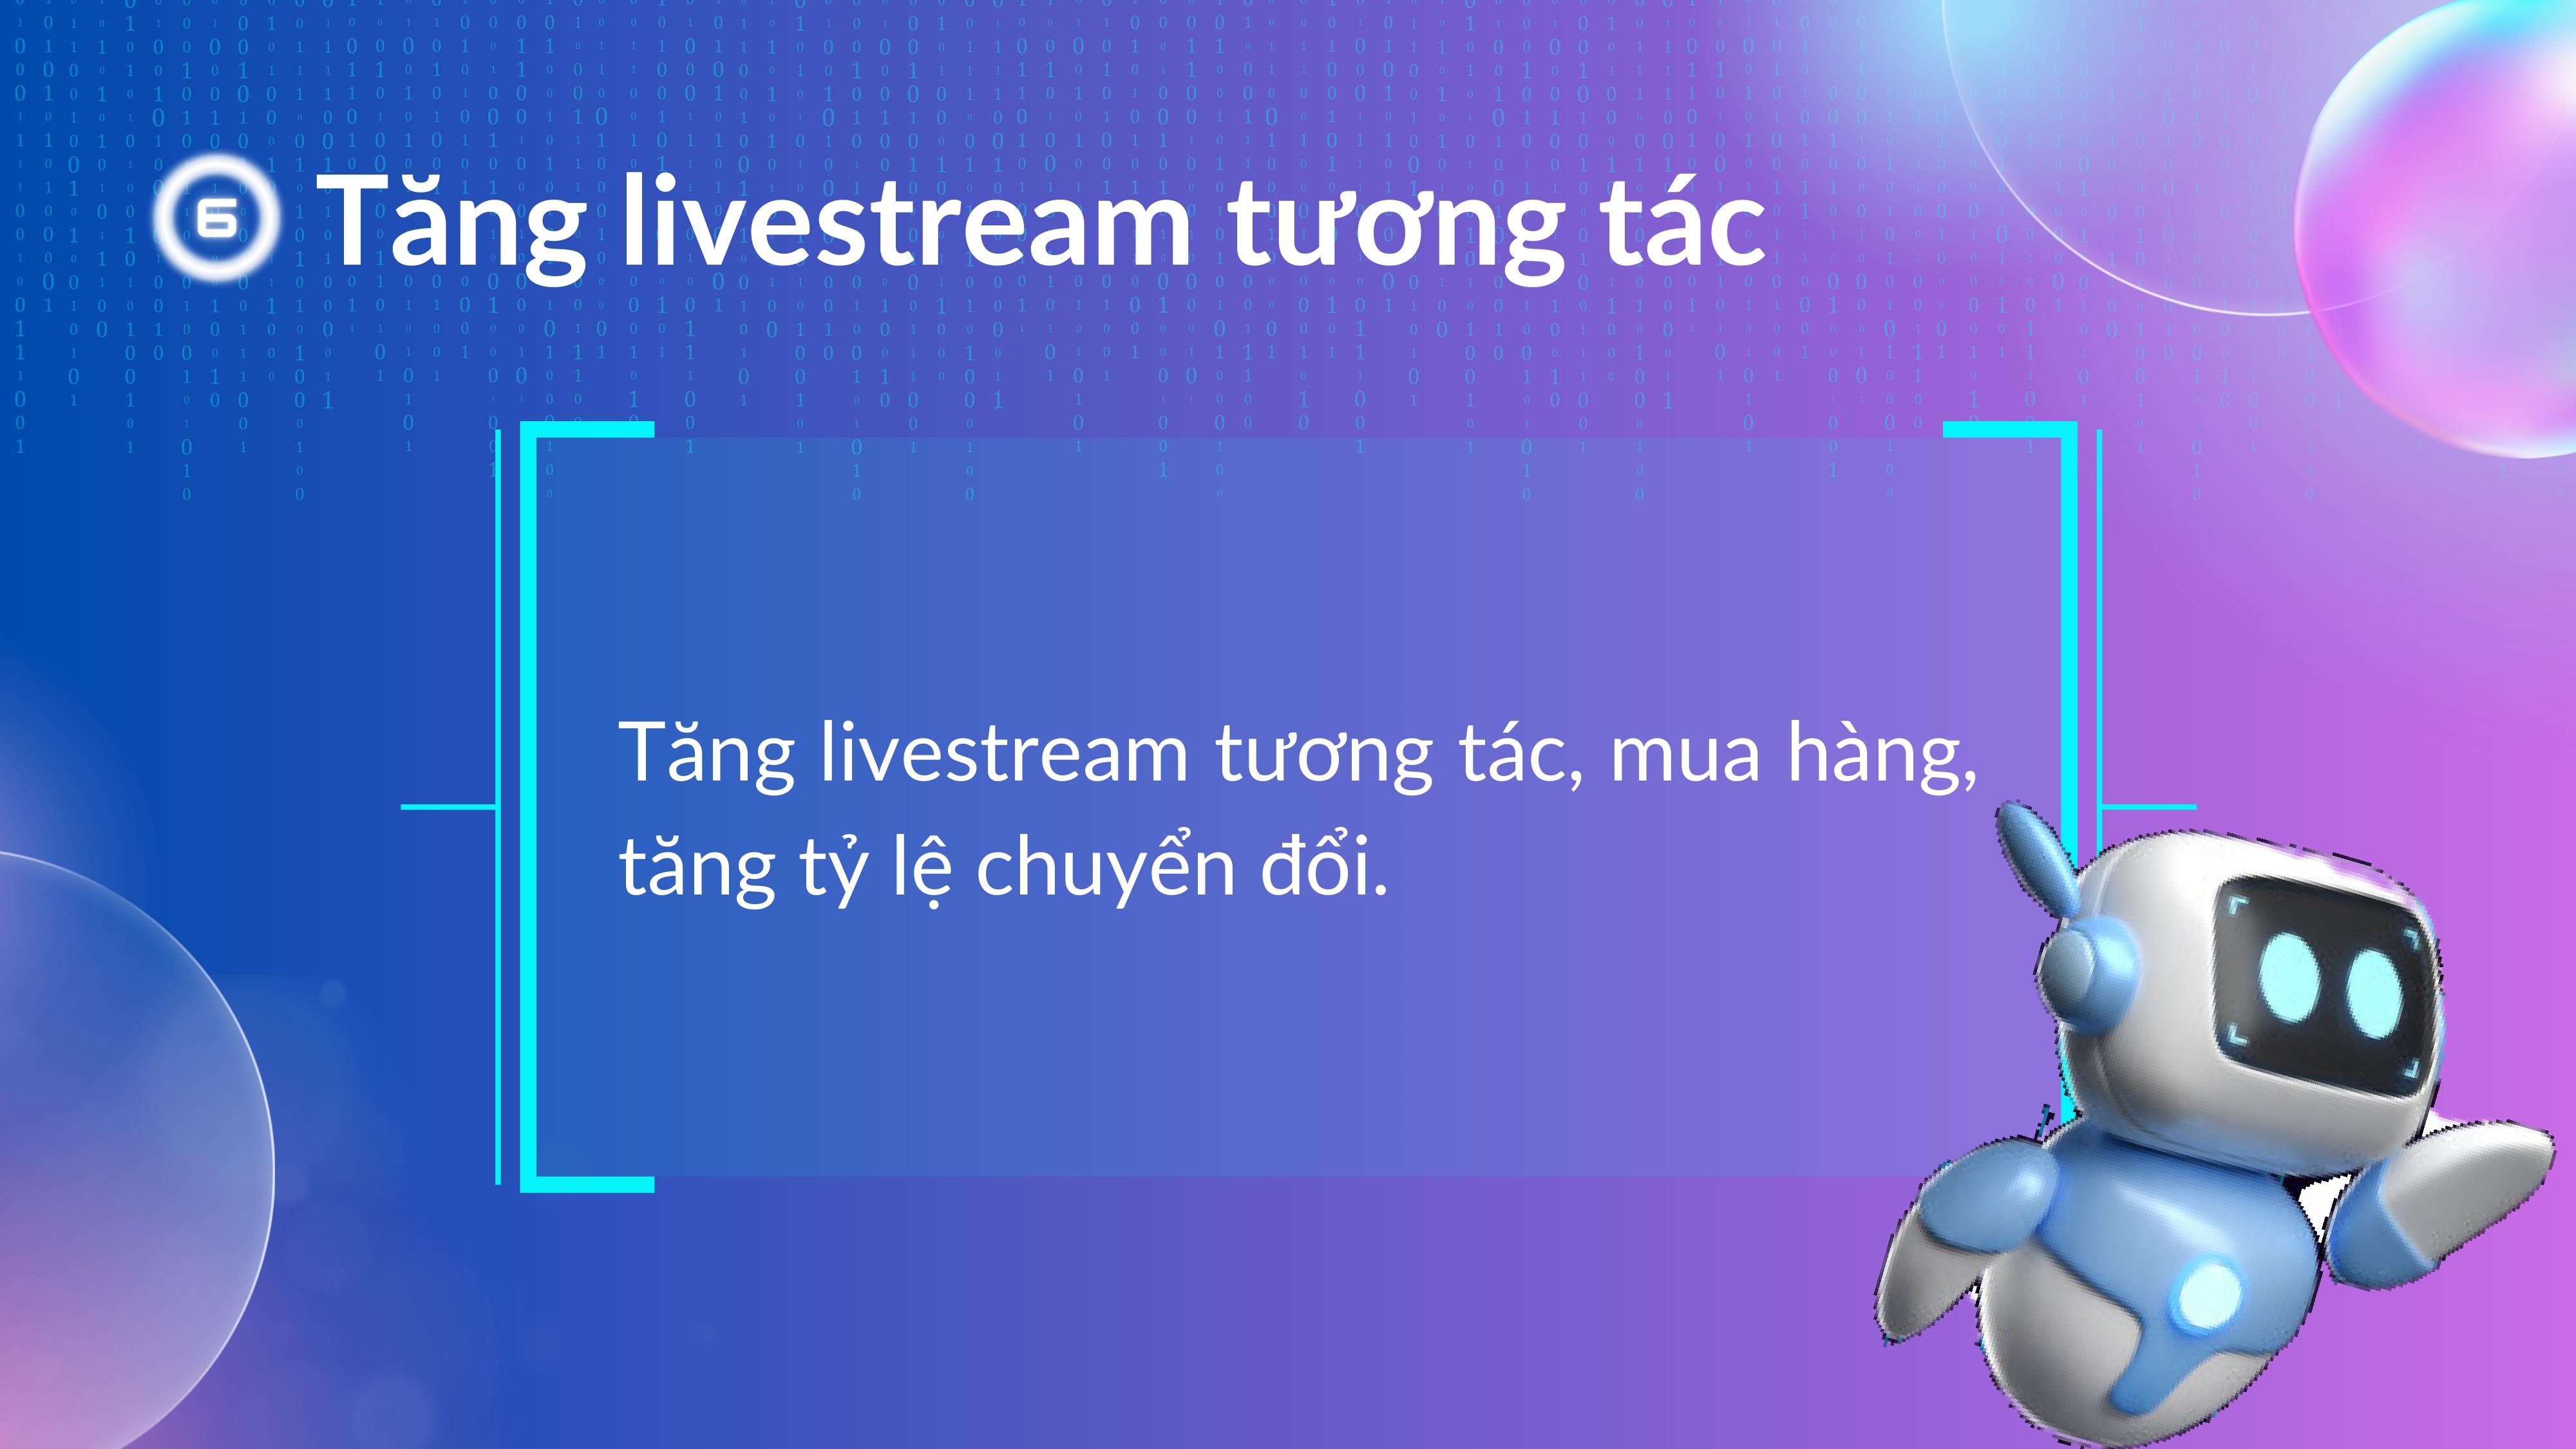 6 Tăng livestream tương tác
Tăng livestream tương tác, mua hàng,
tăng tỷ lệ chuyển đổi.